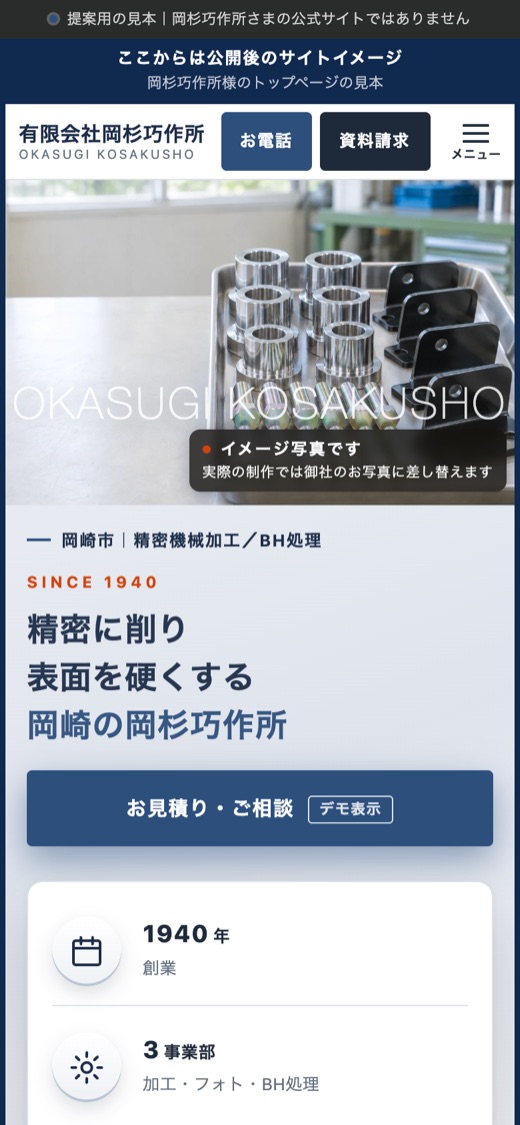 提案用の見本｜岡杉巧作所さまの公式サイトではありません
ここからは公開後のサイトイメージ
岡杉巧作所様のトップページの見本
有限会社岡杉巧作所
OKASUGI KOSAKUSHO
お電話
資料請求
メニュー
OKASUGI KOSAKUSHO
イメージ写真です
実際の制作では御社のお写真に差し替えます
岡崎市｜精密機械加工／BH処理
SINCE 1940
精密に削り
表面を硬くする
岡崎の岡杉巧作所
お見積り・ご相談 デモ表示
1940 年
創業
3 事業部
加工・フォト・BH処理